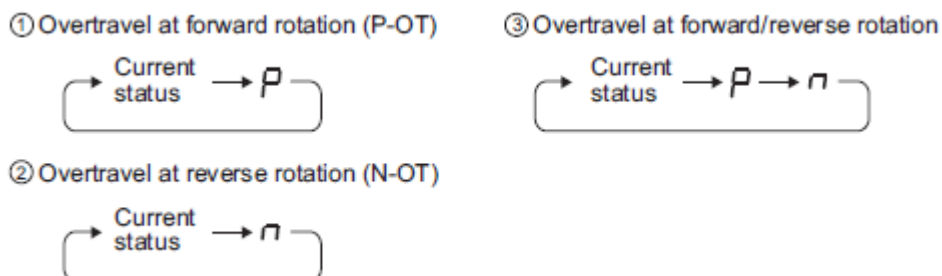 ① Overtravel at forward rotation (P-OT)
Current
status
P
② Overtravel at reverse rotation (N-OT)
Current
status
n
③ Overtravel at forward/reverse rotation
Current
status
P n